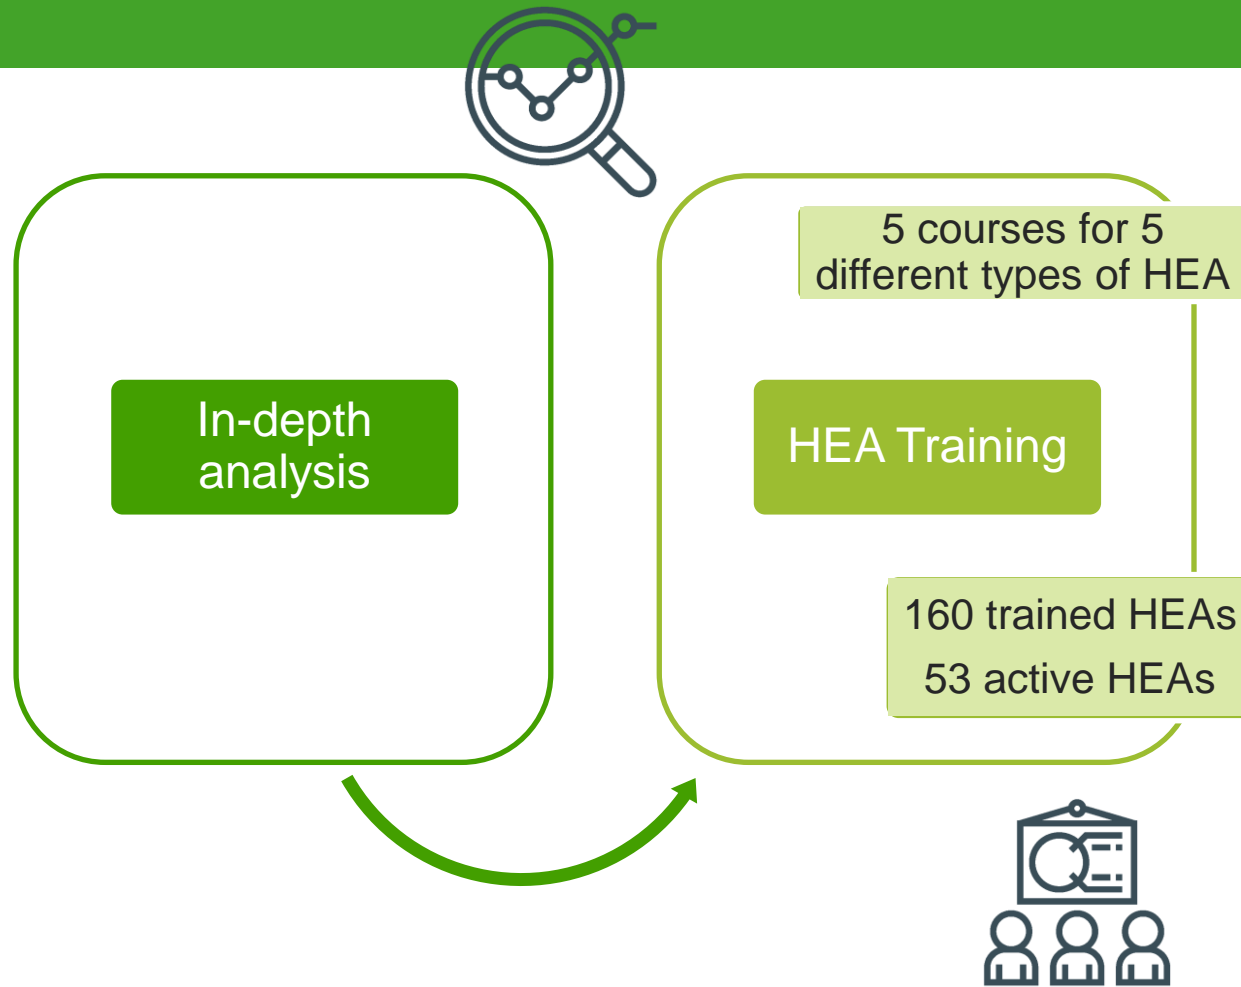 In-depth
analysis
5 courses for 5
different types of HEA
HEA Training
160 trained HEAs
53 active HEAs